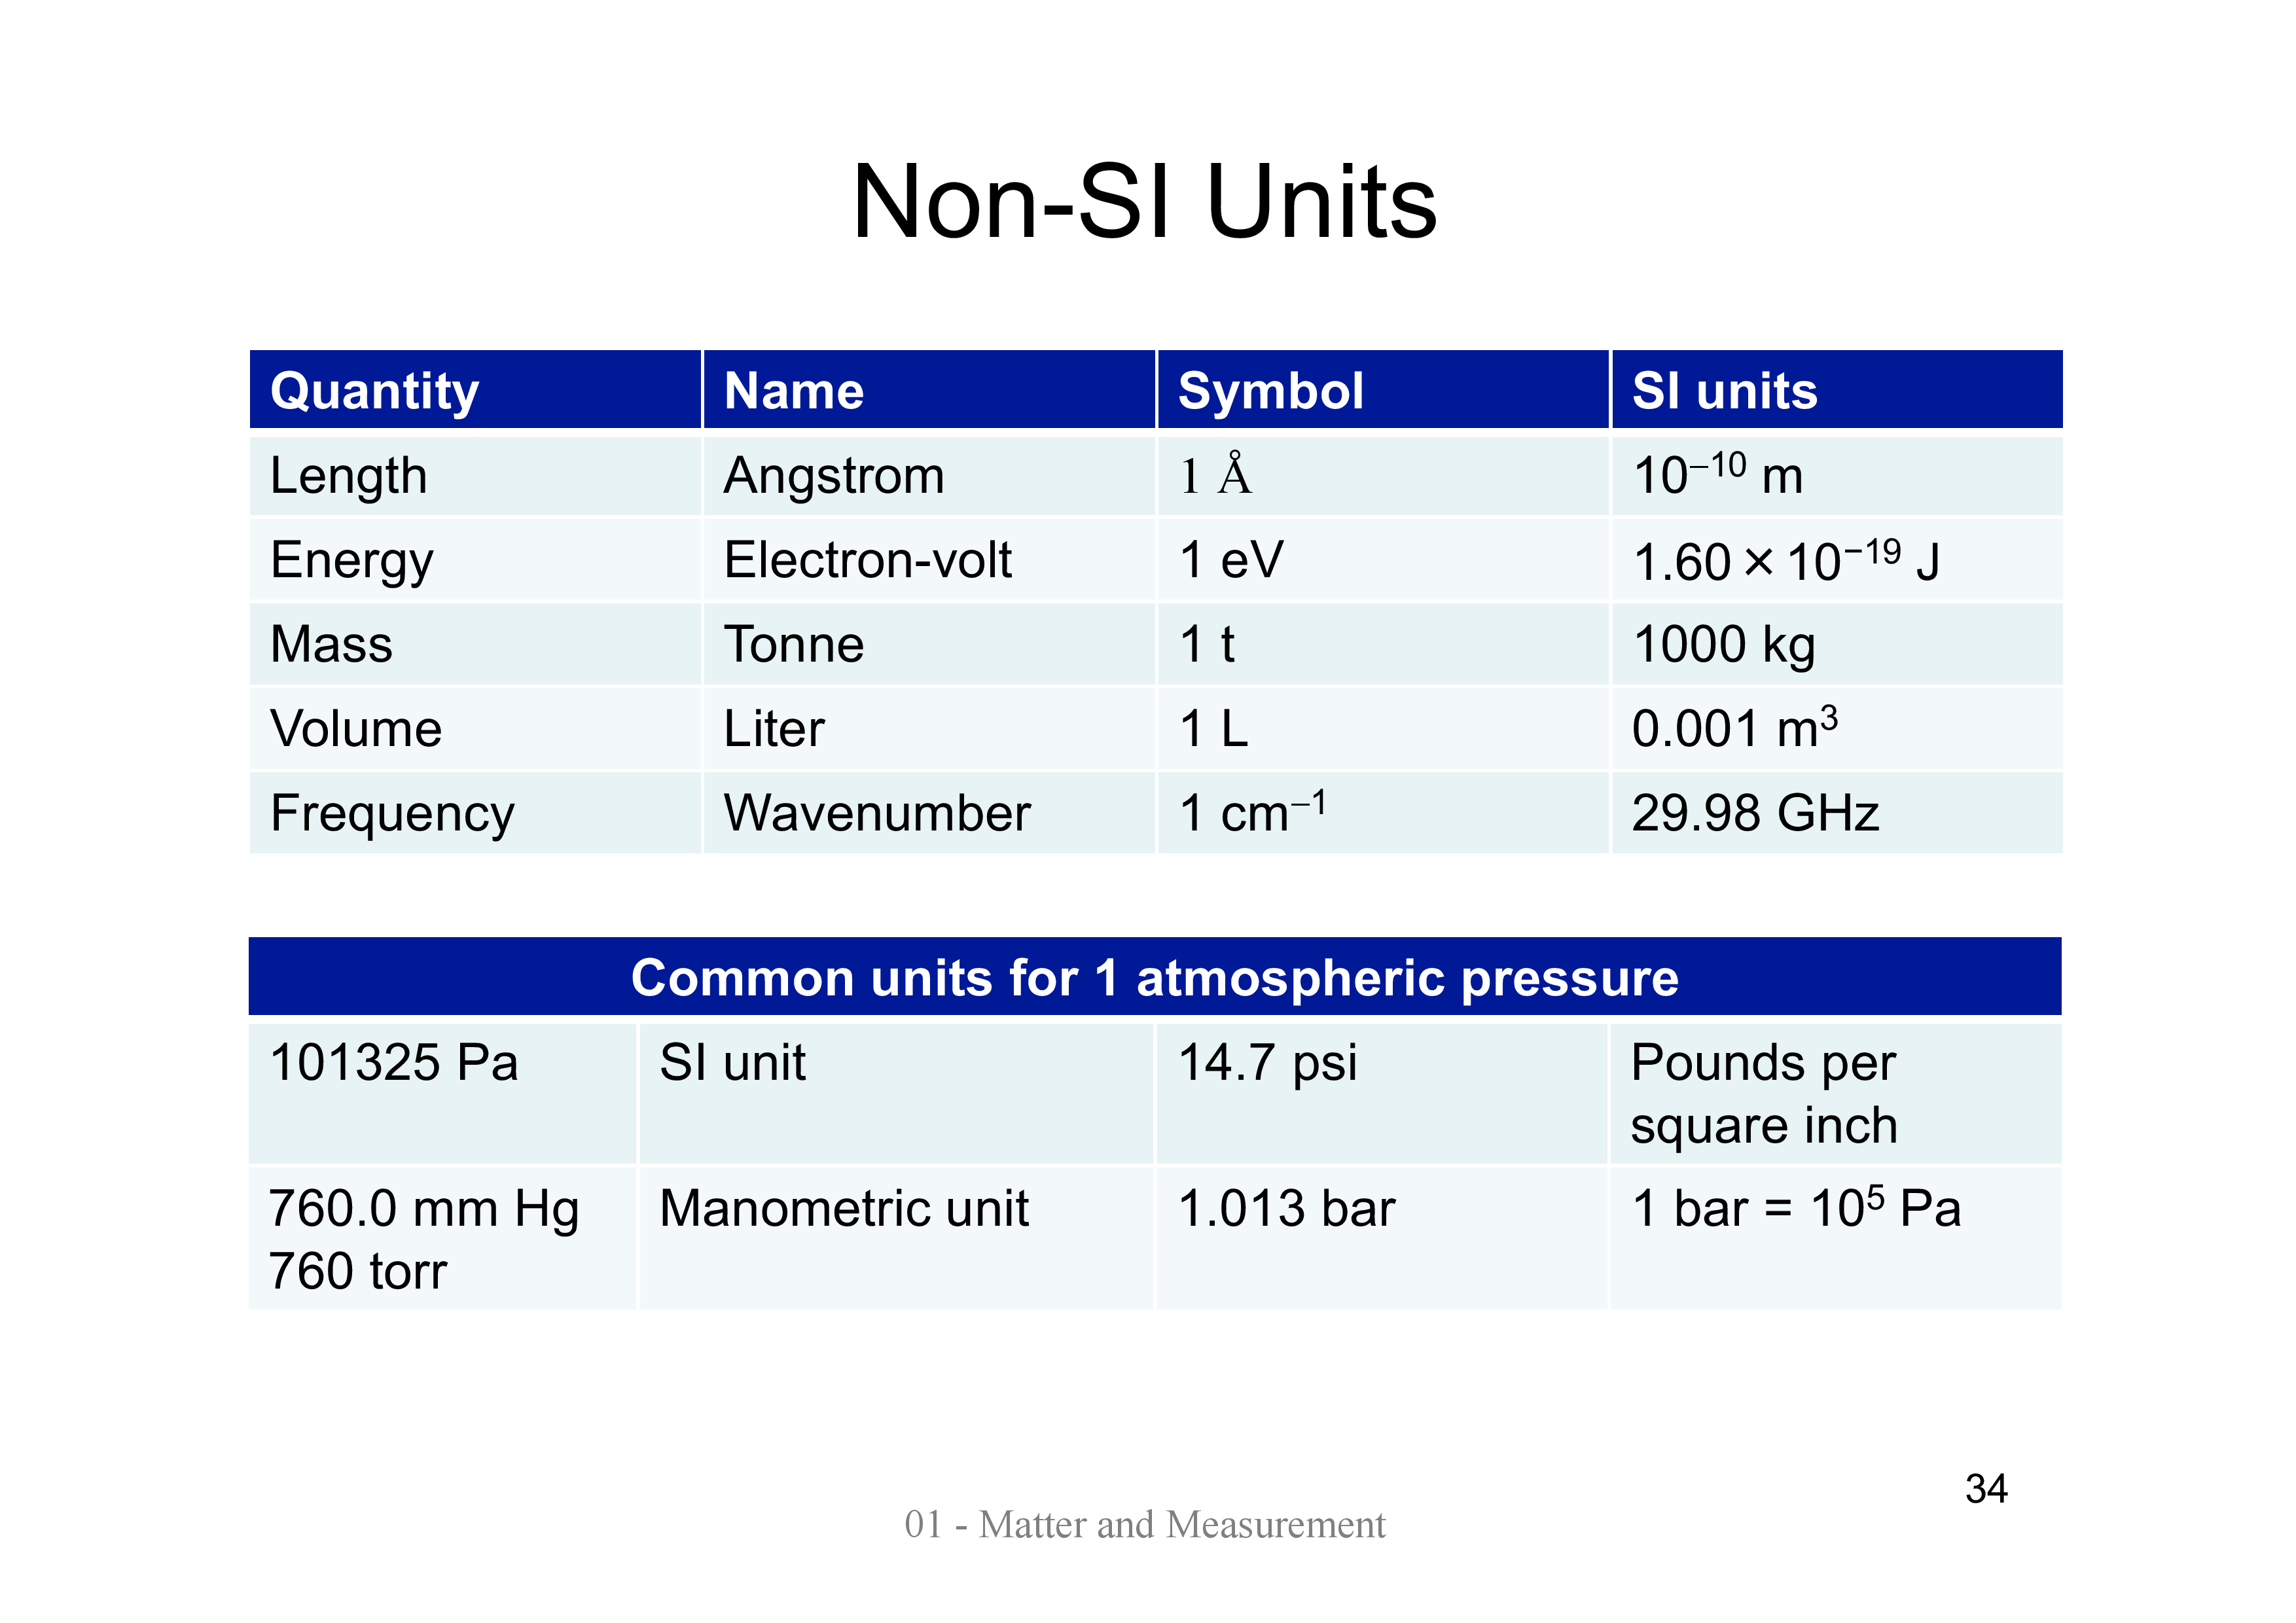 Non-SI Units
Quantity Name Symbol SI units
Length Angstrom 1 Å 10⁻¹⁰ m
Energy Electron-volt 1 eV 1.60 × 10⁻¹⁹ J
Mass Tonne 1 t 1000 kg
Volume Liter 1 L 0.001 m³
Frequency Wavenumber 1 cm⁻¹ 29.98 GHz
Common units for 1 atmospheric pressure
101325 Pa SI unit 14.7 psi Pounds per
square inch
760.0 mm Hg Manometric unit 1.013 bar 1 bar = 10⁵ Pa
760 torr
34
01 - Matter and Measurement